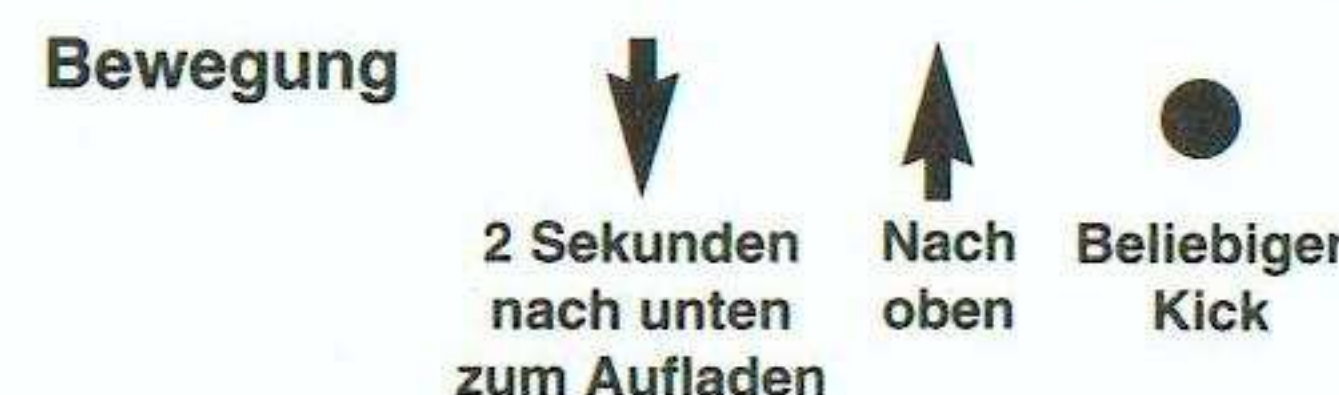 Bewegung
2 Sekunden
nach unten
zum Aufladen
Nach
oben
Beliebiger
Kick